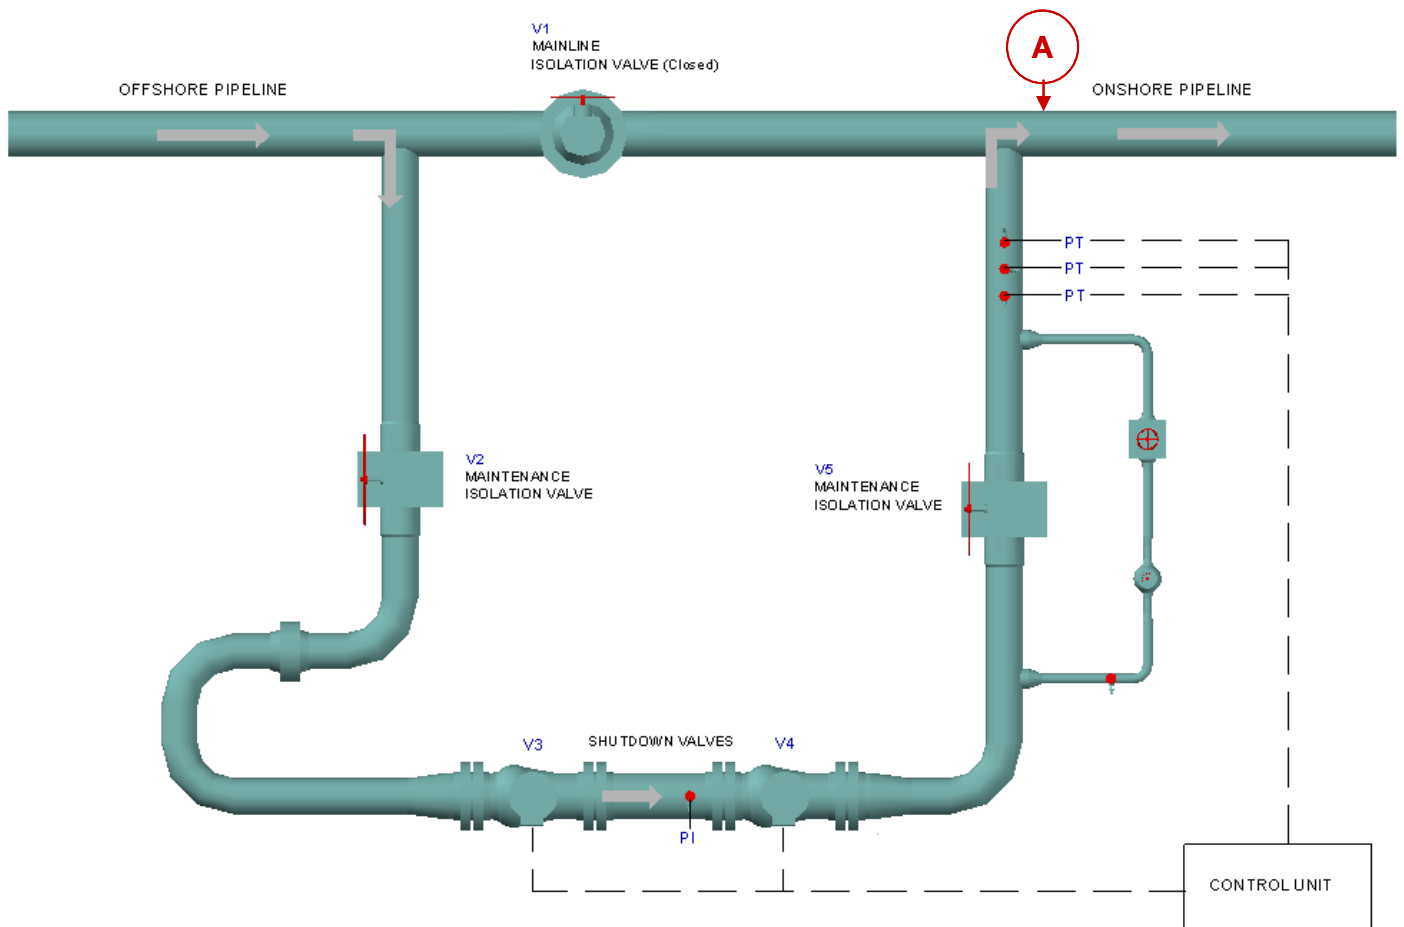 V1
MAINLINE
ISOLATION VALVE (Closed)
A
OFFSHORE PIPELINE
ONSHORE PIPELINE
PT
PT
PT
V2
MAINTENANCE
ISOLATION VALVE
V5
MAINTENANCE
ISOLATION VALVE
V3
SHUTDOWN VALVES
V4
PI
CONTROL UNIT